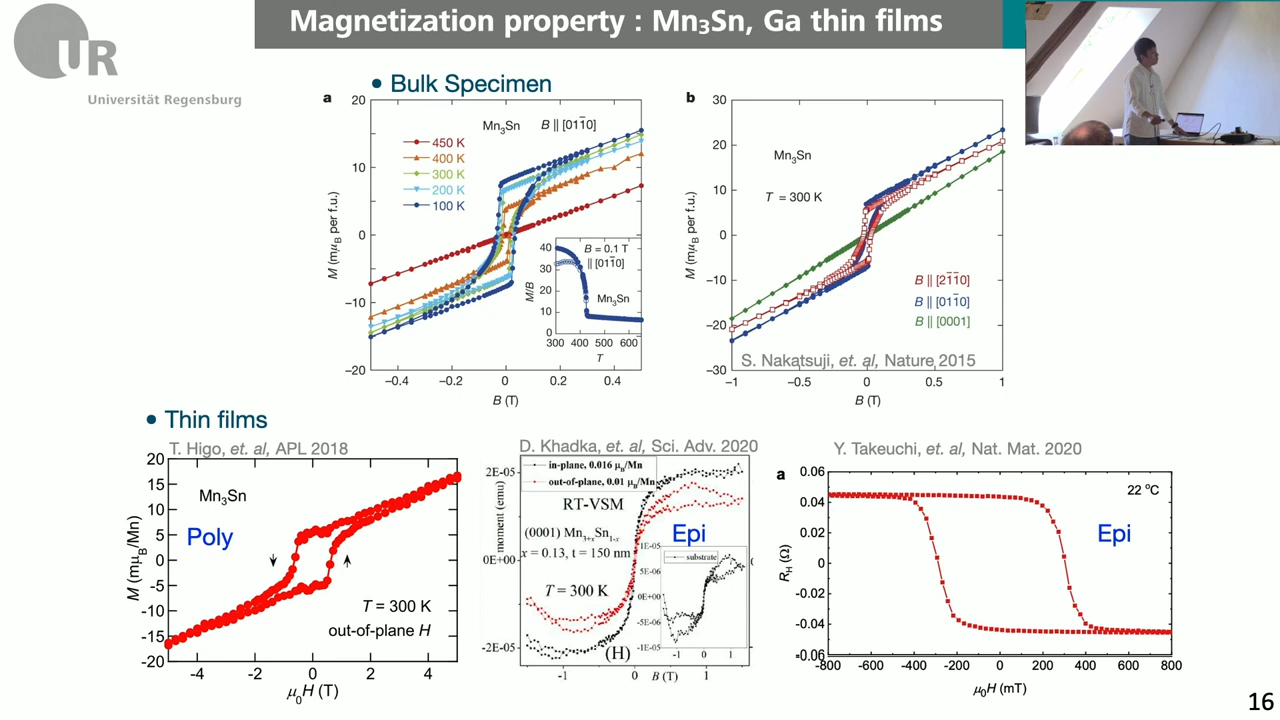 Magnetization property : Mn₃Sn, Ga thin films
UR
Universität Regensburg
• Bulk Specimen
a
Mn₃Sn B || [011̄0]
450 K
400 K
300 K
200 K
100 K
M (mμB per f.u.)
20
10
0
−10
−20
−0.4 −0.2 0 0.2 0.4
B (T)
B = 0.1 T
|| [011̄0]
Mn₃Sn
M/B
40
30
20
10
0
300 400 500 600
T
b
Mn₃Sn
T = 300 K
B || [21̄1̄0]
B || [011̄0]
B || [0001]
M (mμB per f.u.)
30
20
10
0
−10
−20
−30
−1 −0.5 0 0.5 1
B (T)
S. Nakatsuji, et. al, Nature 2015
• Thin films
T. Higo, et. al, APL 2018
Mn₃Sn
Poly
T = 300 K
out-of-plane H
M (mμB/Mn)
20
15
10
5
0
-5
-10
-15
-20
-4 -2 0 2 4
μ₀H (T)
D. Khadka, et. al, Sci. Adv. 2020
in-plane, 0.016 μB/Mn
out-of-plane, 0.01 μB/Mn
RT-VSM
Epi
(0001) Mn3+xSn1-x
x = 0.13, t = 150 nm
T = 300 K
(H)
moment (emu)
2E-05
0E+00
-2E-05
-1 0 1
B (T)
substrate
1E-05
5E-06
0E+00
-5E-06
-1E-05
-1 0 1
Y. Takeuchi, et. al, Nat. Mat. 2020
a
22 °C
Epi
RH (Ω)
0.06
0.04
0.02
0
-0.02
-0.04
-0.06
-800 -600 -400 -200 0 200 400 600 800
μ₀H (mT)
16